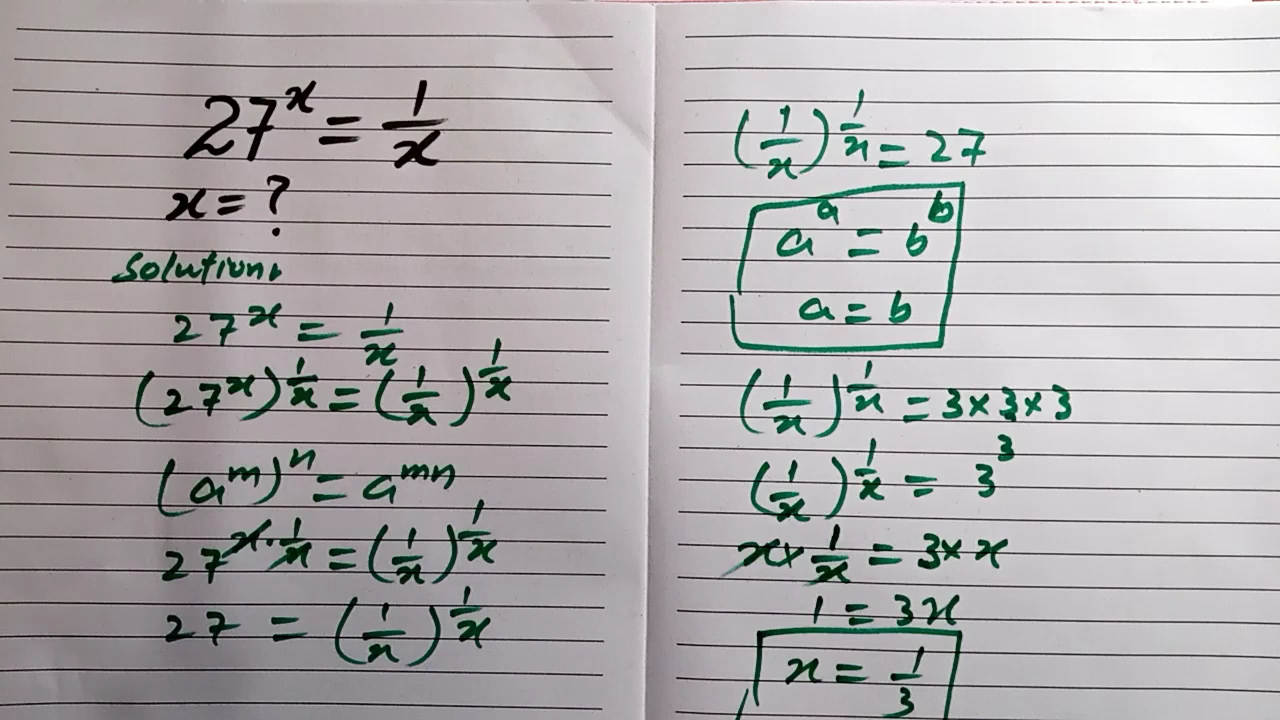 27^x = 1/x
x = ?
Solution:
27^x = 1/x
(27^x)^(1/x) = (1/x)^(1/x)
(a^m)^n = a^(mn)
27^(x·1/x) = (1/x)^(1/x)
27 = (1/x)^(1/x)
(1/x)^(1/x) = 27
a^a = b^b
a = b
(1/x)^(1/x) = 3×3×3
(1/x)^(1/x) = 3^3
x × 1/x = 3 × x
1 = 3x
x = 1/3